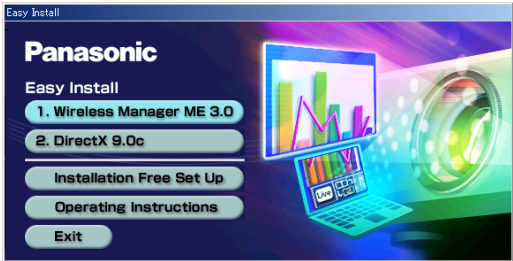 Easy Install
Panasonic
Easy Install
1. Wireless Manager ME 3.0
2. DirectX 9.0c
Installation Free Set Up
Operating Instructions
Exit
Live